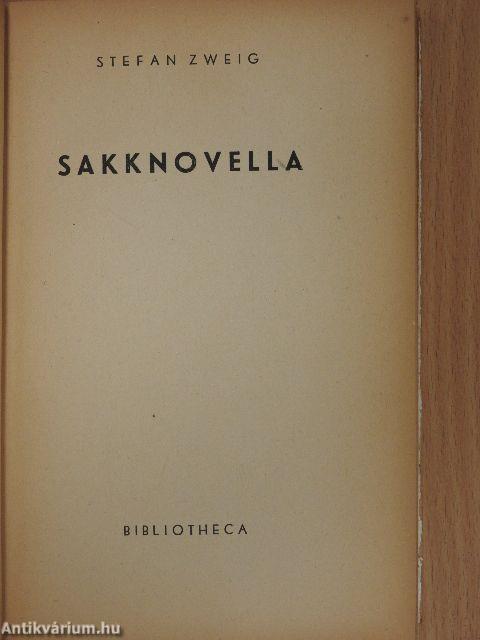 STEFAN ZWEIG
SAKKNOVELLA
BIBLIOTHECA
Antikvárium.hu